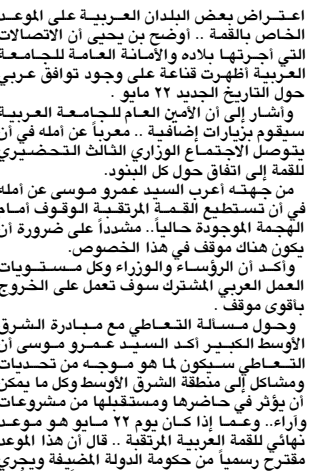 اعتراض بعض البلدان العربية على الموعد
الخاص بالقمة .. أوضح بن يحيى أن الاتصالات
التي أجرتها بلاده والأمانة العامة للجامعة
العربية أظهرت قناعة على وجود توافق عربي
حول التاريخ الجديد ٢٢ مايو .
وأشار إلى أن الأمين العام للجامعة العربية
سيقوم بزيارات إضافية .. معرباً عن أمله في أن
يتوصل الاجتماع الوزاري الثالث التحضيري
للقمة إلى اتفاق حول كل البنود.
من جهته أعرب السيد عمرو موسى عن أمله
في أن تستطيع القمة المرتقبة الوقوف أمام
الهجمة الموجودة حالياً.. مشدداً على ضرورة أن
يكون هناك موقف في هذا الخصوص.
وأكد أن الرؤساء والوزراء وكل مستويات
العمل العربي المشترك سوف تعمل على الخروج
بأقوى موقف .
وحول مسألة التعاطي مع مبادرة الشرق
الأوسط الكبير أكد السيد عمرو موسى أن
التعاطي سيكون لما هو موجه من تحديات
ومشاكل إلى منطقة الشرق الأوسط وكل ما يمكن
أن يؤثر في حاضرها ومستقبلها من مشروعات
وآراء.. وعما إذا كان يوم ٢٢ مايو هو موعد
نهائي للقمة العربية المرتقبة .. قال أن هذا الموعد
مقترح رسمياً من حكومة الدولة المضيفة ويجري